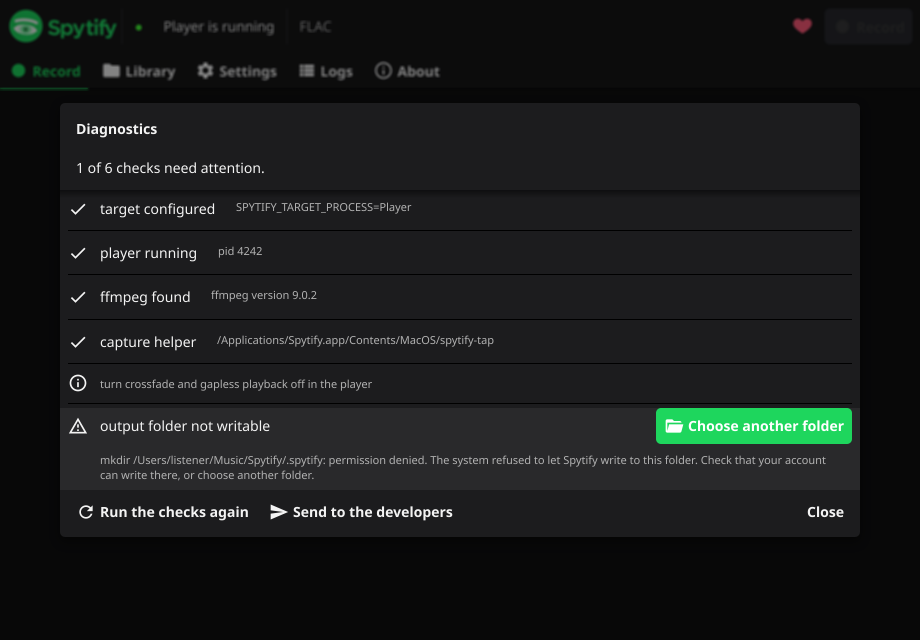 Spytify
Player is running
FLAC
Record
Record
Library
Settings
Logs
About
Diagnostics
1 of 6 checks need attention.
target configured SPYTIFY_TARGET_PROCESS=Player
player running pid 4242
ffmpeg found ffmpeg version 9.0.2
capture helper /Applications/Spytify.app/Contents/MacOS/spytify-tap
turn crossfade and gapless playback off in the player
output folder not writable
Choose another folder
mkdir /Users/listener/Music/Spytify/.spytify: permission denied. The system refused to let Spytify write to this folder. Check that your account
can write there, or choose another folder.
Run the checks again
Send to the developers
Close